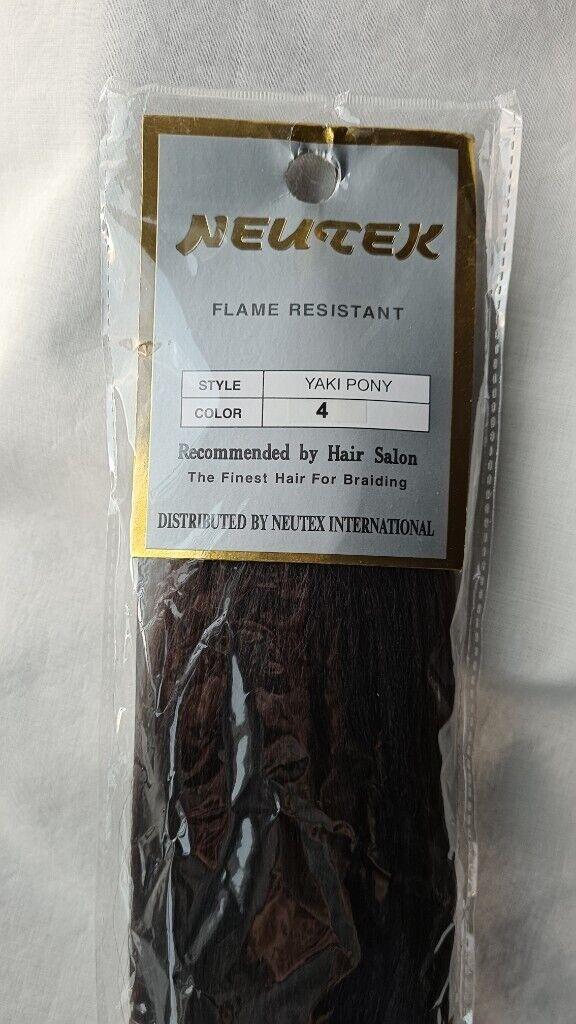 NEUTEX
FLAME RESISTANT
STYLE YAKI PONY
COLOR 4
Recommended by Hair Salon
The Finest Hair For Braiding
DISTRIBUTED BY NEUTEX INTERNATIONAL